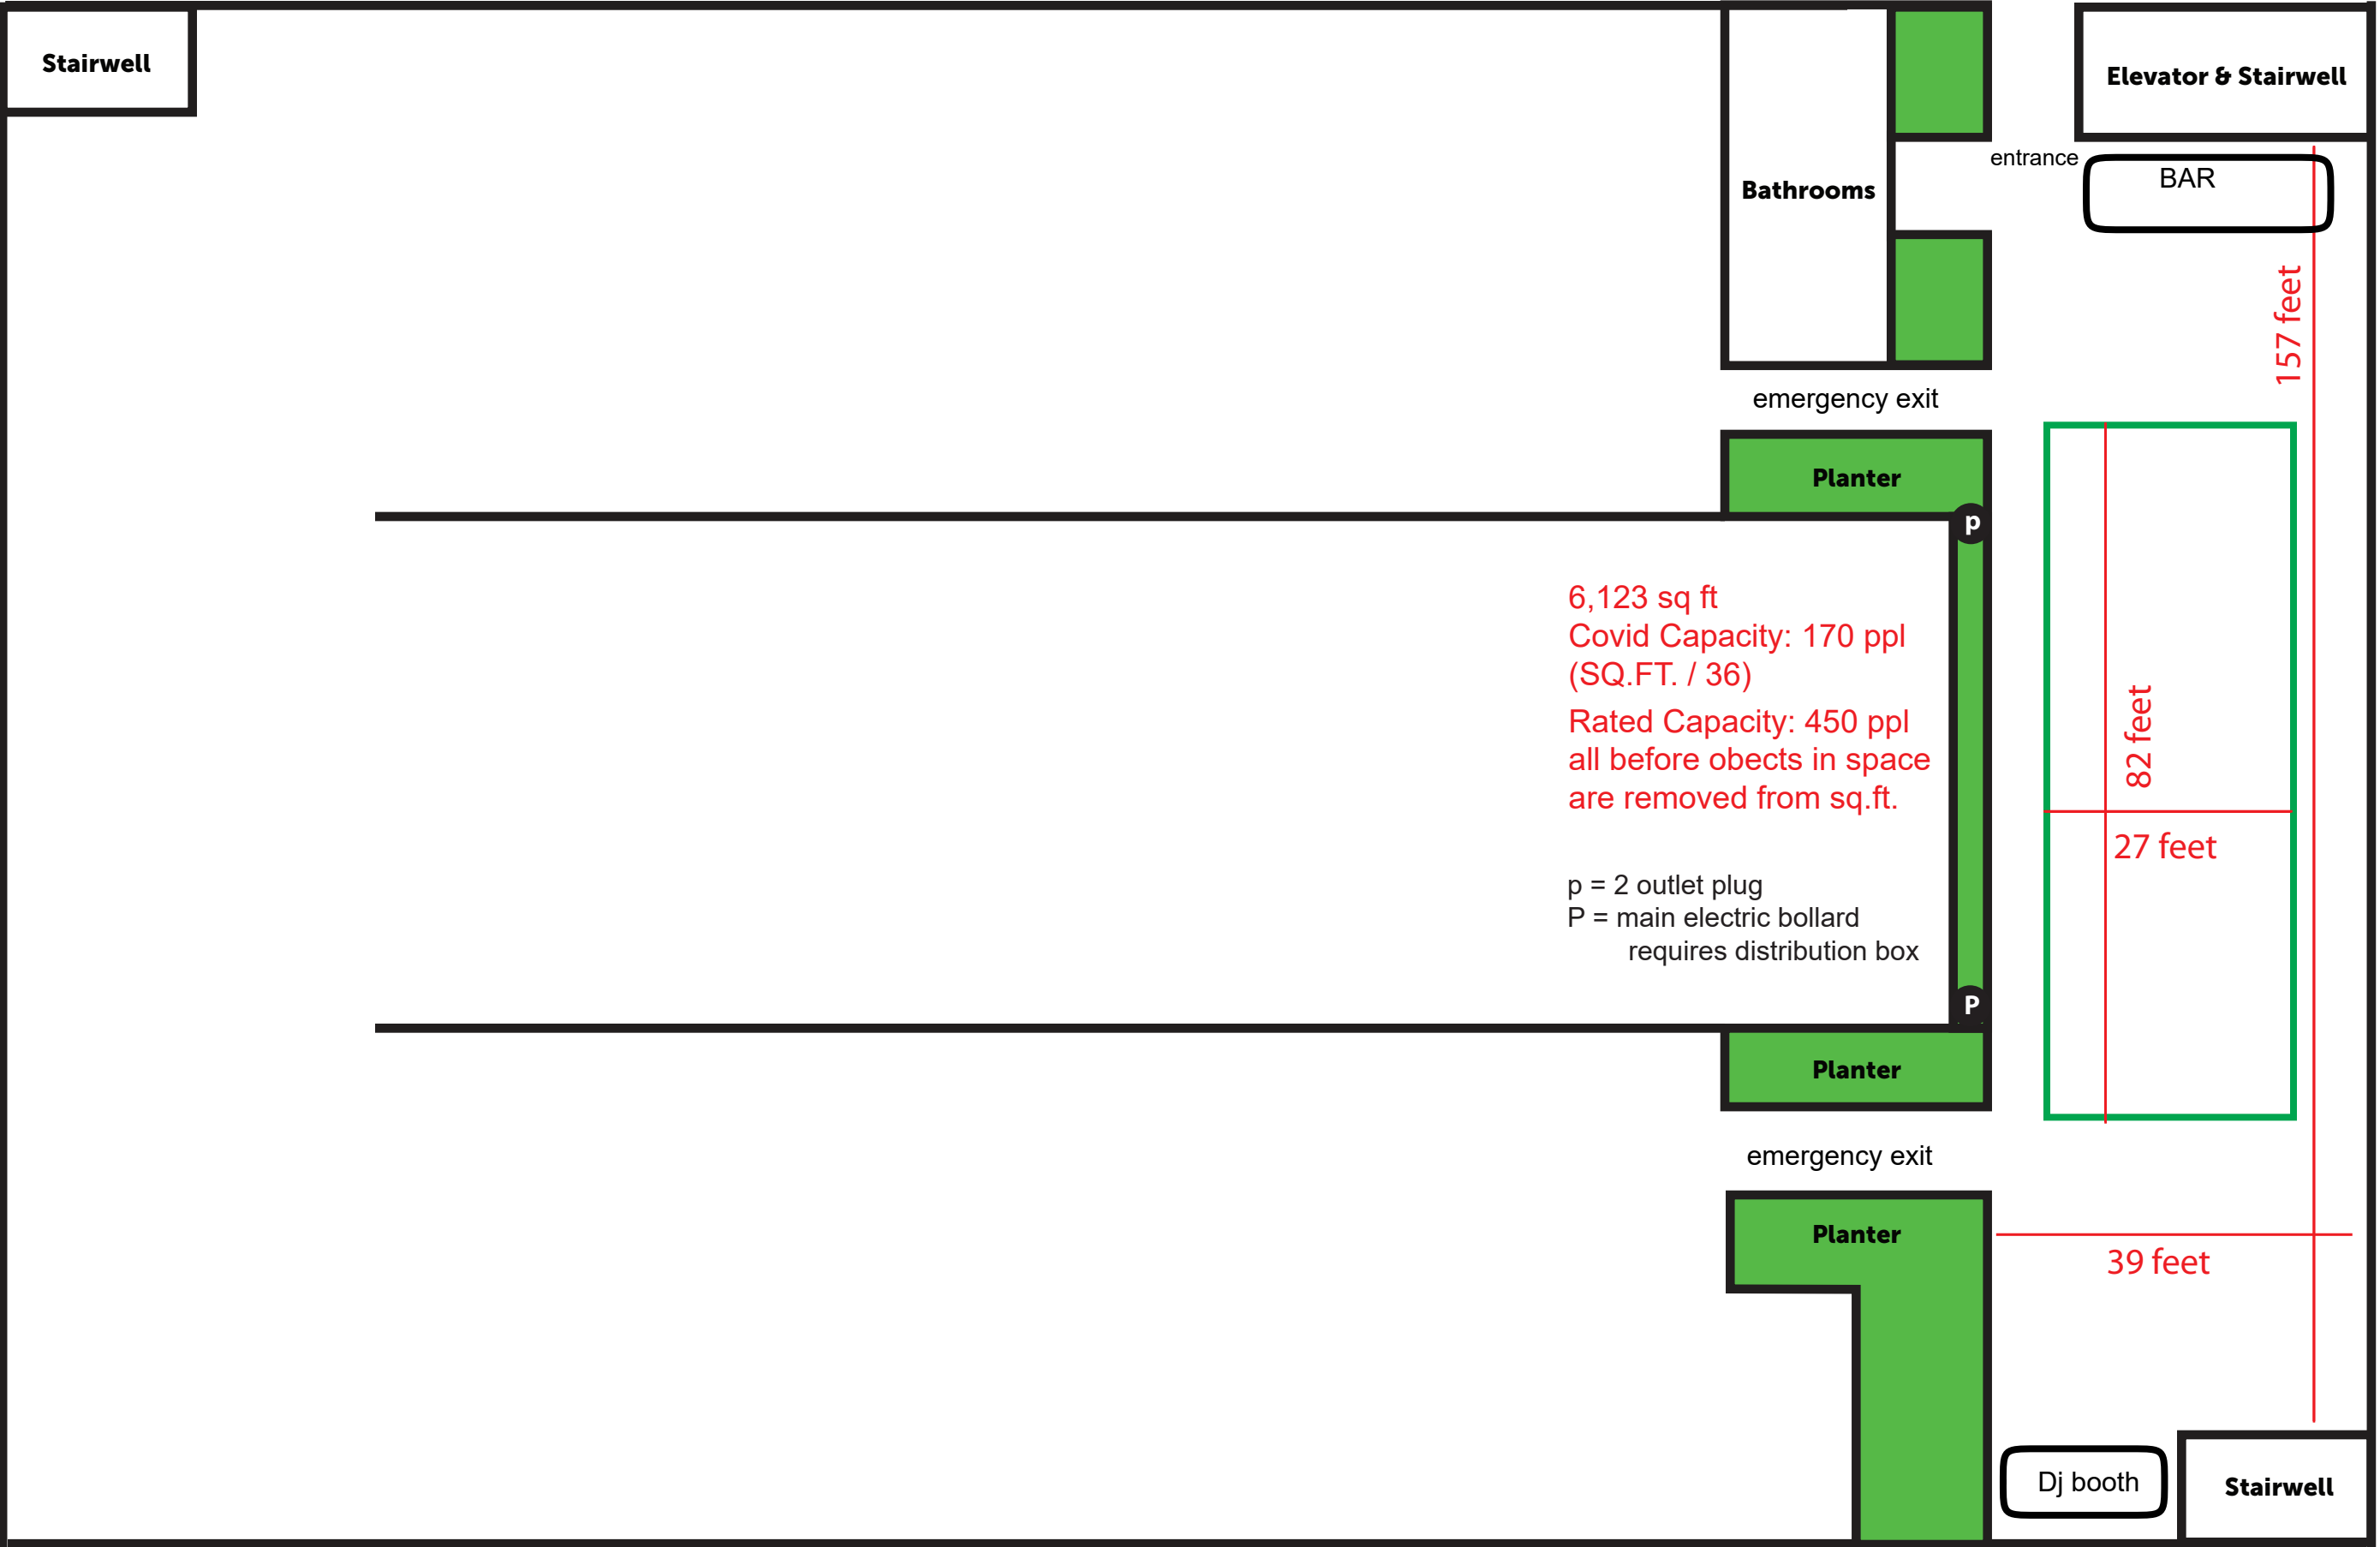 Stairwell
Elevator & Stairwell
entrance
BAR
Bathrooms
157 feet
emergency exit
Planter
p
6,123 sq ft
Covid Capacity: 170 ppl
(SQ.FT. / 36)
Rated Capacity: 450 ppl
all before obects in space
are removed from sq.ft.
82 feet
27 feet
p = 2 outlet plug
P = main electric bollard
requires distribution box
P
Planter
emergency exit
Planter
39 feet
Dj booth
Stairwell